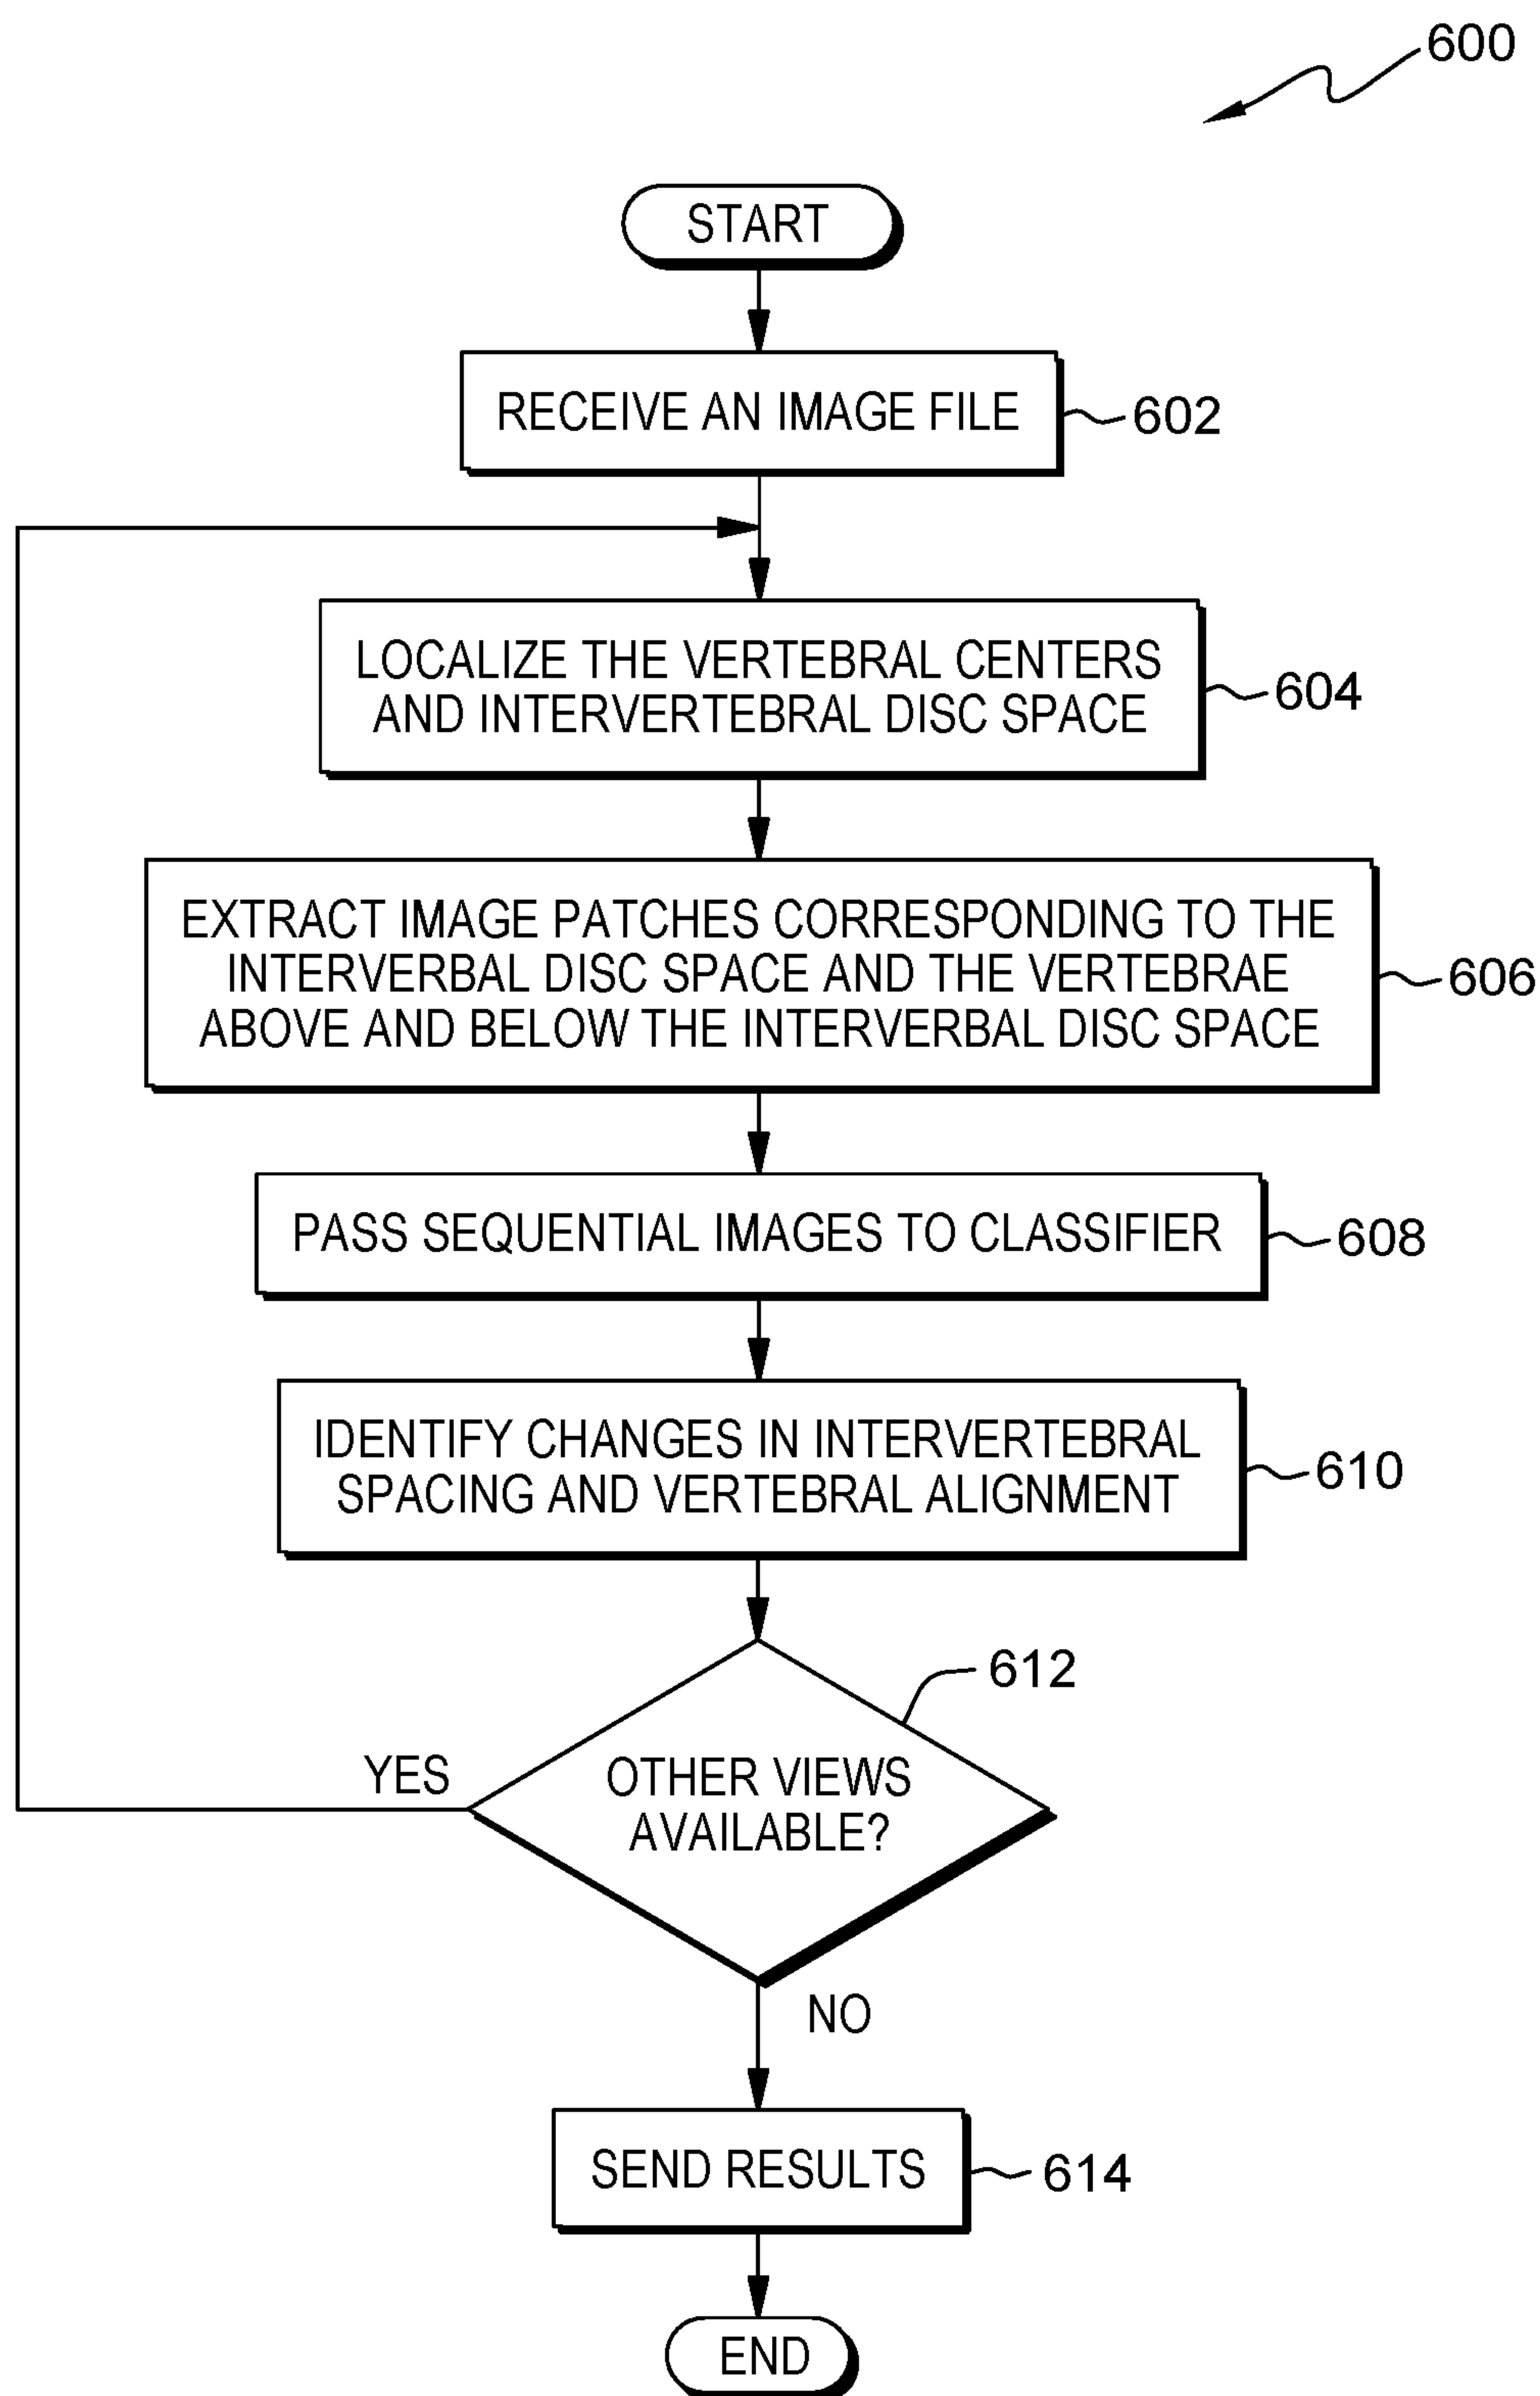 600
START
RECEIVE AN IMAGE FILE
602
LOCALIZE THE VERTEBRAL CENTERS
AND INTERVERTEBRAL DISC SPACE
604
EXTRACT IMAGE PATCHES CORRESPONDING TO THE
INTERVERBAL DISC SPACE AND THE VERTEBRAE
ABOVE AND BELOW THE INTERVERBAL DISC SPACE
606
PASS SEQUENTIAL IMAGES TO CLASSIFIER
608
IDENTIFY CHANGES IN INTERVERTEBRAL
SPACING AND VERTEBRAL ALIGNMENT
610
612
YES
OTHER VIEWS
AVAILABLE?
NO
SEND RESULTS
614
END